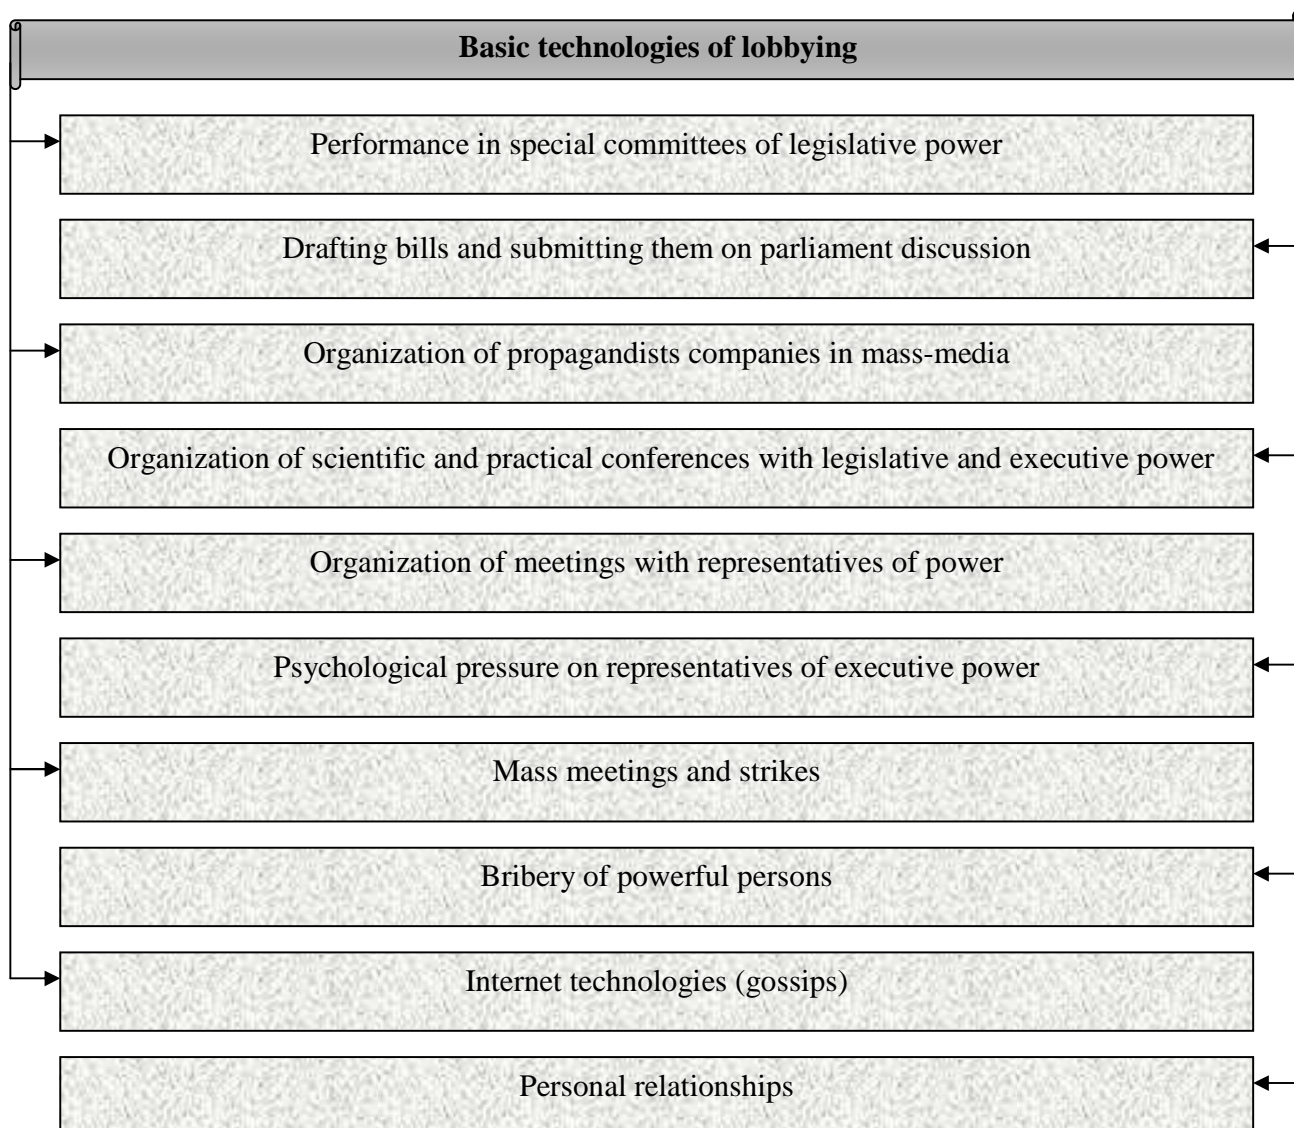 Basic technologies of lobbying
Performance in special committees of legislative power
Drafting bills and submitting them on parliament discussion
Organization of propagandists companies in mass-media
Organization of scientific and practical conferences with legislative and executive power
Organization of meetings with representatives of power
Psychological pressure on representatives of executive power
Mass meetings and strikes
Bribery of powerful persons
Internet technologies (gossips)
Personal relationships